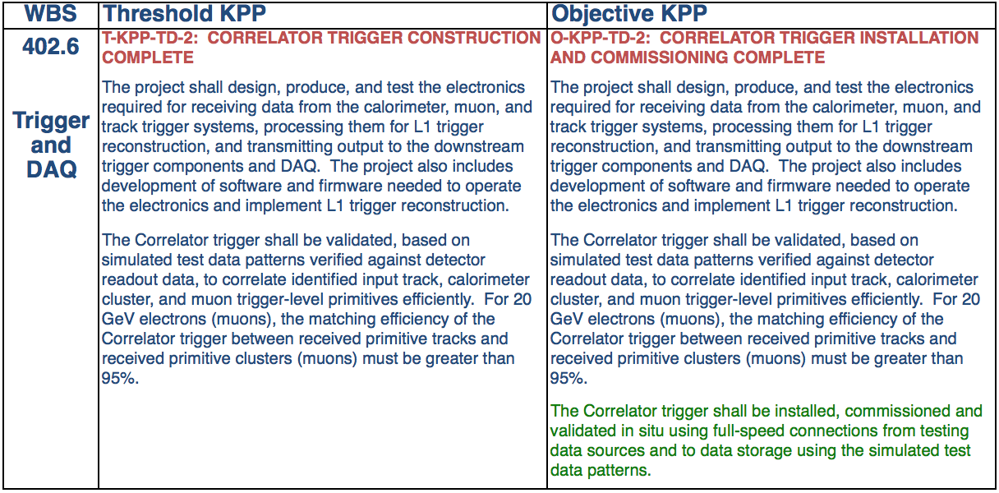 WBS
Threshold KPP
Objective KPP
402.6
Trigger
and
DAQ
T-KPP-TD-2:  CORRELATOR TRIGGER CONSTRUCTION
COMPLETE
The project shall design, produce, and test the electronics
required for receiving data from the calorimeter, muon, and
track trigger systems, processing them for L1 trigger
reconstruction, and transmitting output to the downstream
trigger components and DAQ.  The project also includes
development of software and firmware needed to operate
the electronics and implement L1 trigger reconstruction.
The Correlator trigger shall be validated, based on
simulated test data patterns verified against detector
readout data, to correlate identified input track, calorimeter
cluster, and muon trigger-level primitives efficiently.  For 20
GeV electrons (muons), the matching efficiency of the
Correlator trigger between received primitive tracks and
received primitive clusters (muons) must be greater than
95%.
O-KPP-TD-2:  CORRELATOR TRIGGER INSTALLATION
AND COMMISSIONING COMPLETE
The project shall design, produce, and test the electronics
required for receiving data from the calorimeter, muon, and
track trigger systems, processing them for L1 trigger
reconstruction, and transmitting output to the downstream
trigger components and DAQ.  The project also includes
development of software and firmware needed to operate
the electronics and implement L1 trigger reconstruction.
The Correlator trigger shall be validated, based on
simulated test data patterns verified against detector
readout data, to correlate identified input track, calorimeter
cluster, and muon trigger-level primitives efficiently.  For 20
GeV electrons (muons), the matching efficiency of the
Correlator trigger between received primitive tracks and
received primitive clusters (muons) must be greater than
95%.
The Correlator trigger shall be installed, commissioned and
validated in situ using full-speed connections from testing
data sources and to data storage using the simulated test
data patterns.